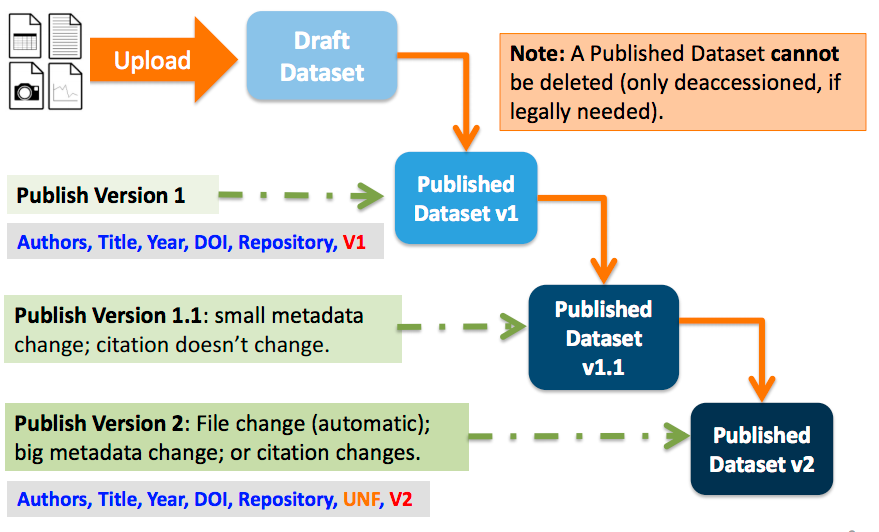 Upload
Draft
Dataset
Note: A Published Dataset cannot
be deleted (only deaccessioned, if
legally needed).
Publish Version 1
Published
Dataset v1
Authors, Title, Year, DOI, Repository, V1
Publish Version 1.1: small metadata
change; citation doesn’t change.
Published
Dataset
v1.1
Publish Version 2: File change (automatic);
big metadata change; or citation changes.
Published
Dataset v2
Authors, Title, Year, DOI, Repository, UNF, V2